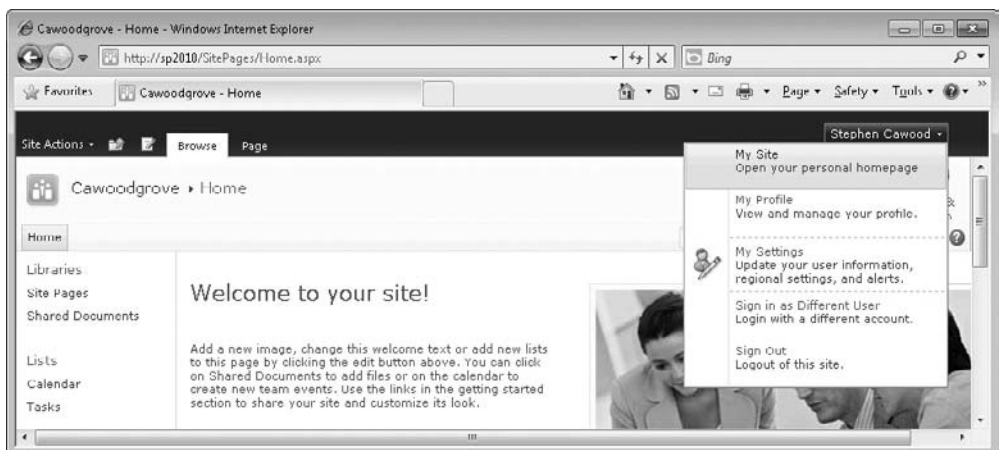 Cawoodgrove - Home - Windows Internet Explorer
http://sp2010/SitePages/Home.aspx
Bing
Favorites
Cawoodgrove - Home
Page
Safety
Tools
Stephen Cawood
Site Actions
Browse
Page
My Site
Open your personal homepage
Cawoodgrove Home
My Profile
View and manage your profile.
Home
My Settings
Update your user information,
regional settings, and alerts.
Libraries
Site Pages
Shared Documents
Welcome to your site!
Sign in as Different User
Login with a different account.
Sign Out
Logout of this site.
Lists
Calendar
Tasks
Add a new image, change this welcome text or add new lists
to this page by clicking the edit button above. You can click
on Shared Documents to add files or on the calendar to
create new team events. Use the links in the getting started
section to share your site and customize its look.